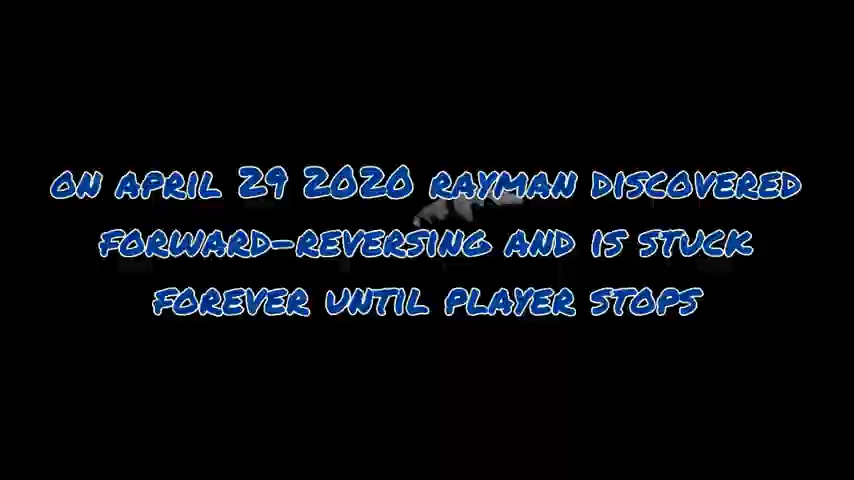 on april 29 2020 rayman discovered
forward-reversing and is stuck
forever until player stops